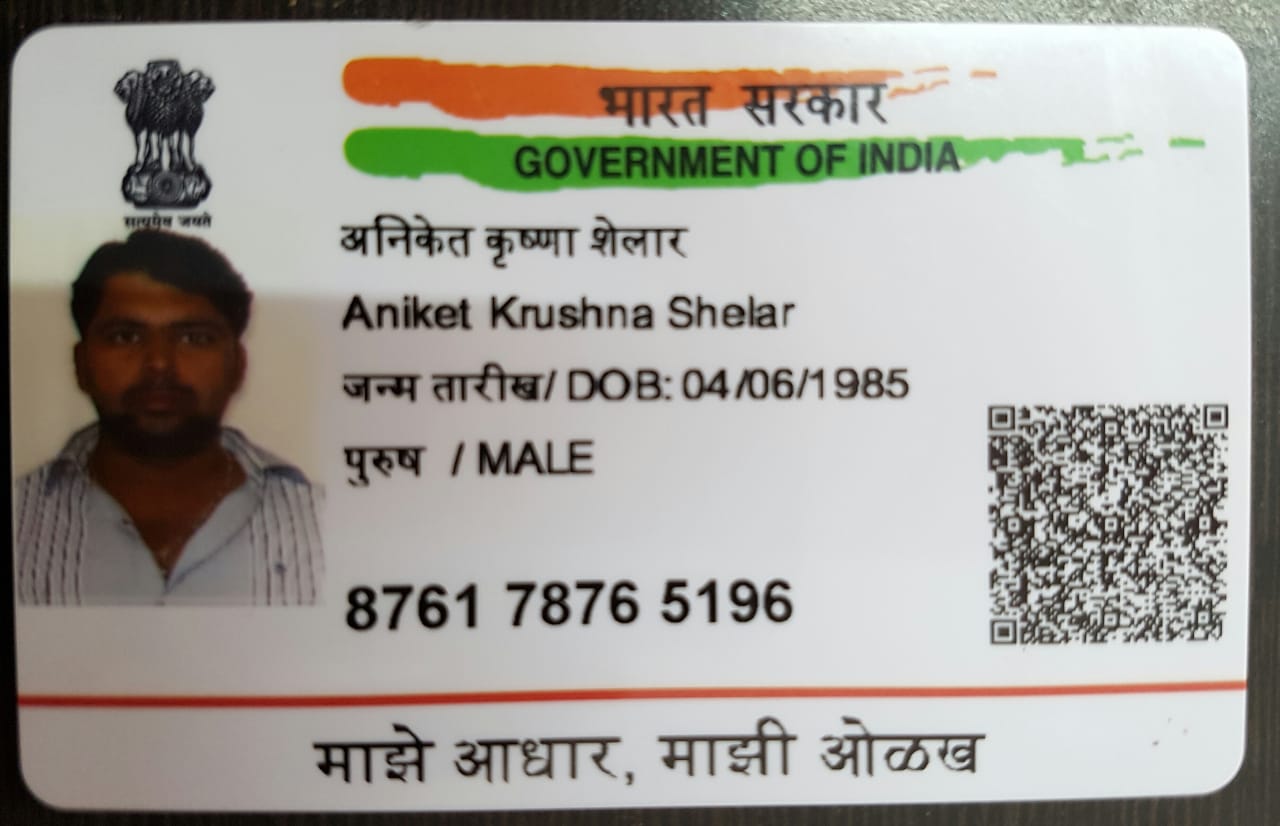 भारत सरकार
GOVERNMENT OF INDIA
सत्यमेव जयते
अनिकेत कृष्णा शेलार
Aniket Krushna Shelar
जन्म तारीख/ DOB: 04/06/1985
पुरुष / MALE
8761 7876 5196
माझे आधार, माझी ओळख